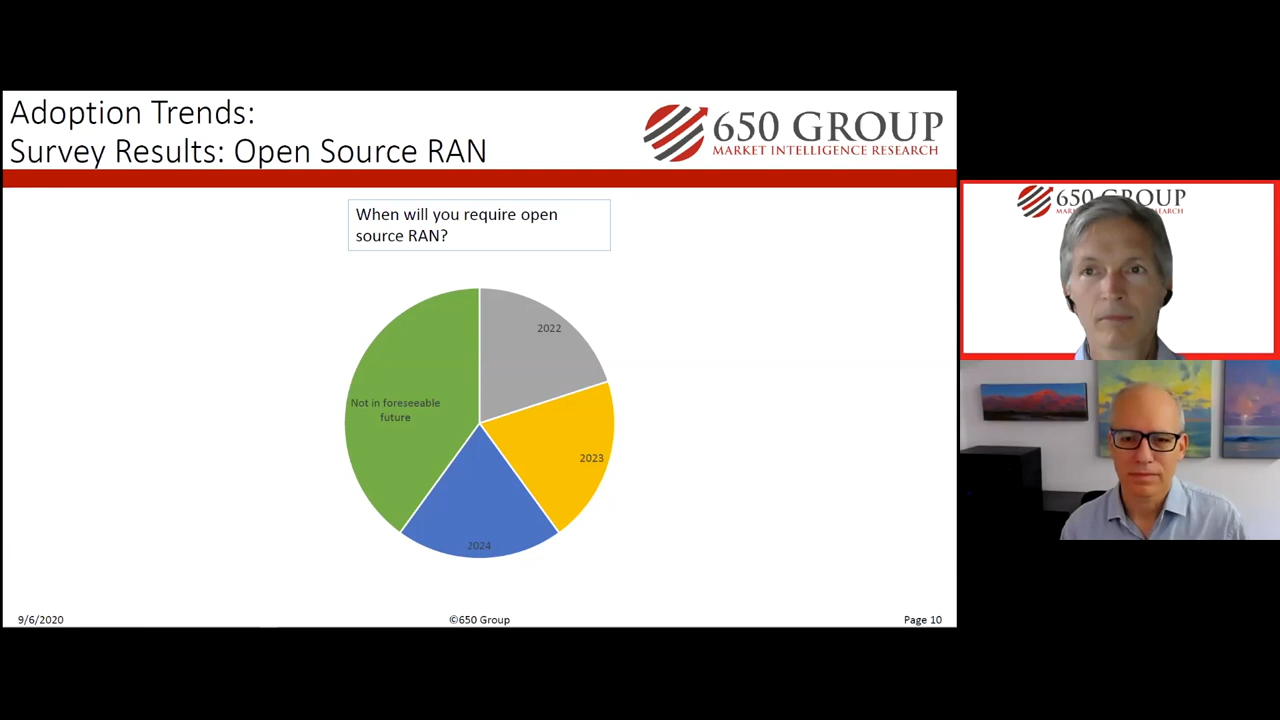 Adoption Trends:
Survey Results: Open Source RAN
650 GROUP
MARKET INTELLIGENCE RESEARCH
When will you require open
source RAN?
2022
Not in foreseeable
future
2023
2024
9/6/2020
©650 Group
Page 10
650 GROUP